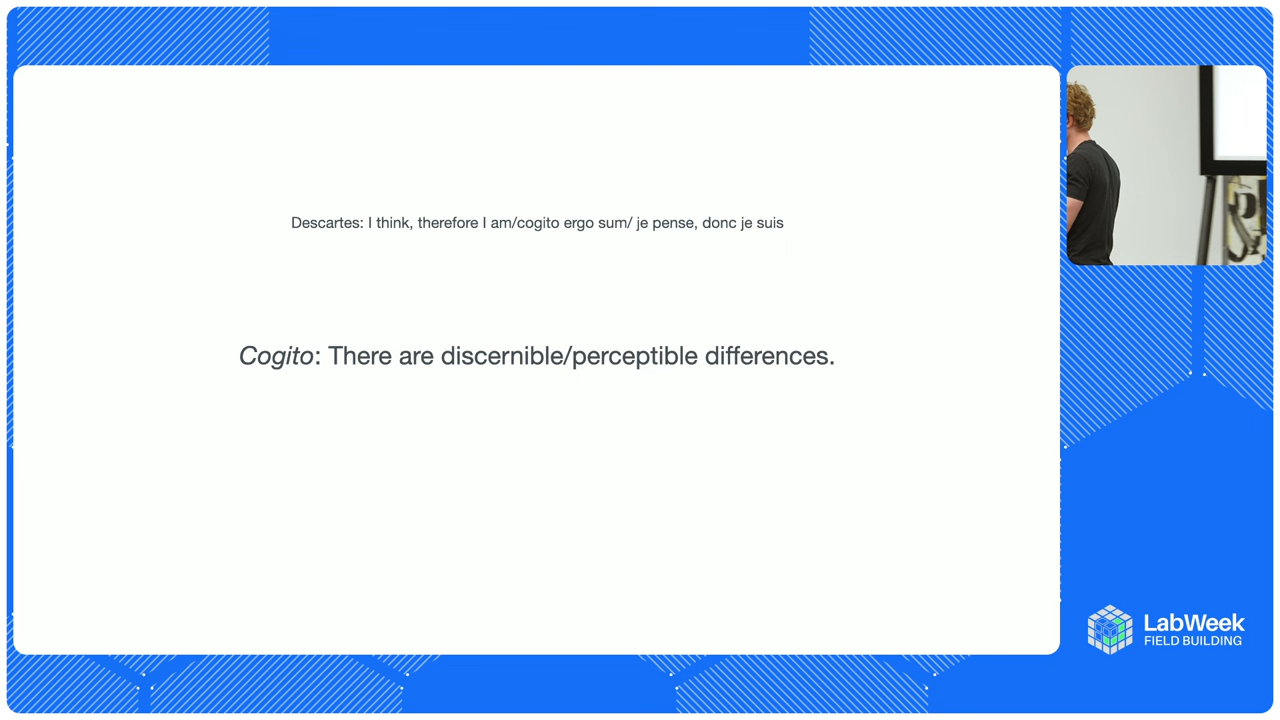 Descartes: I think, therefore I am/cogito ergo sum/ je pense, donc je suis
Cogito: There are discernible/perceptible differences.
LabWeek
FIELD BUILDING